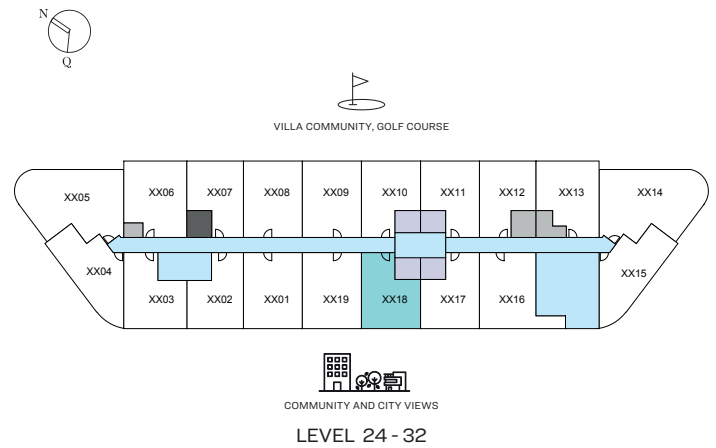 N
Q
VILLA COMMUNITY, GOLF COURSE
XX05 XX06 XX07 XX08 XX09 XX10 XX11 XX12 XX13 XX14
XX04 XX03 XX02 XX01 XX19 XX18 XX17 XX16 XX15
COMMUNITY AND CITY VIEWS
LEVEL 24 - 32